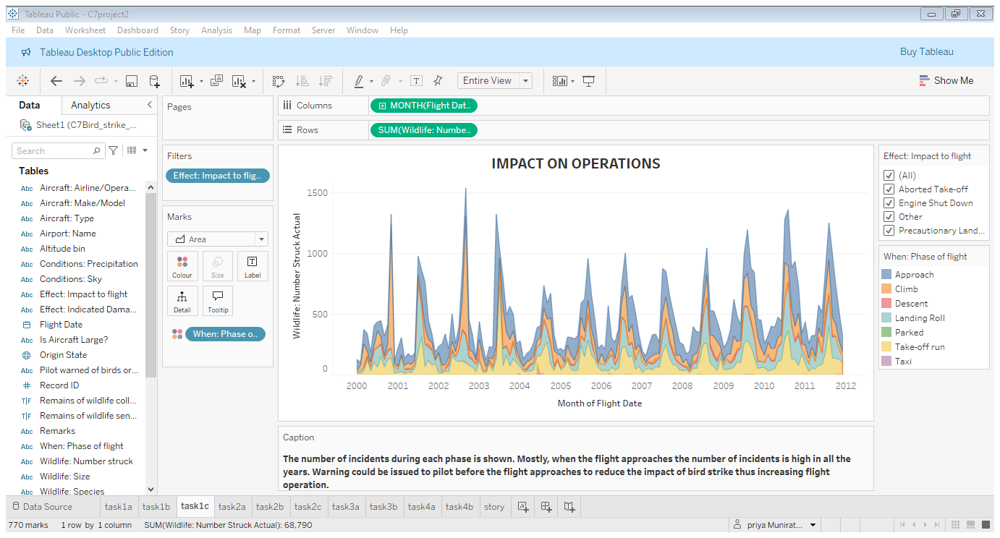 Tableau Public - C7project2
File Data Worksheet Dashboard Story Analysis Map Format Server Window Help
Tableau Desktop Public Edition
Buy Tableau
Entire View
Show Me
Data
Analytics
Sheet1 (C7Bird_strike_...
Search
Tables
Abc Aircraft: Airline/Opera...
Abc Aircraft: Make/Model
Abc Aircraft: Type
Abc Airport: Name
Abc Altitude bin
Abc Conditions: Precipitation
Abc Conditions: Sky
Abc Effect: Impact to flight
Abc Effect: Indicated Dama...
Flight Date
Abc Is Aircraft Large?
Origin State
Abc Pilot warned of birds or...
# Record ID
T|F Remains of wildlife coll...
T|F Remains of wildlife sen...
Abc Remarks
Abc When: Phase of flight
Abc Wildlife: Number struck
Abc Wildlife: Size
Abc Wildlife: Species
Pages
Filters
Effect: Impact to flig..
Marks
Area
Colour
Size
Label
Detail
Tooltip
When: Phase o..
Columns
MONTH(Flight Dat..
Rows
SUM(Wildlife: Numbe..
IMPACT ON OPERATIONS
Wildlife: Number Struck Actual
1500
1000
500
0
2000 2001 2002 2003 2004 2005 2006 2007 2008 2009 2010 2011 2012
Month of Flight Date
Caption
The number of incidents during each phase is shown. Mostly, when the flight approaches the number of incidents is high in all the
years. Warning could be issued to pilot before the flight approaches to reduce the impact of bird strike thus increasing flight
operation.
Effect: Impact to flight
(All)
Aborted Take-off
Engine Shut Down
Other
Precautionary Land...
When: Phase of flight
Approach
Climb
Descent
Landing Roll
Parked
Take-off run
Taxi
Data Source task1a task1b task1c task2a task2b task2c task3a task3b task4a task4b story
770 marks 1 row by 1 column SUM(Wildlife: Number Struck Actual): 68,790
priya Munirat...